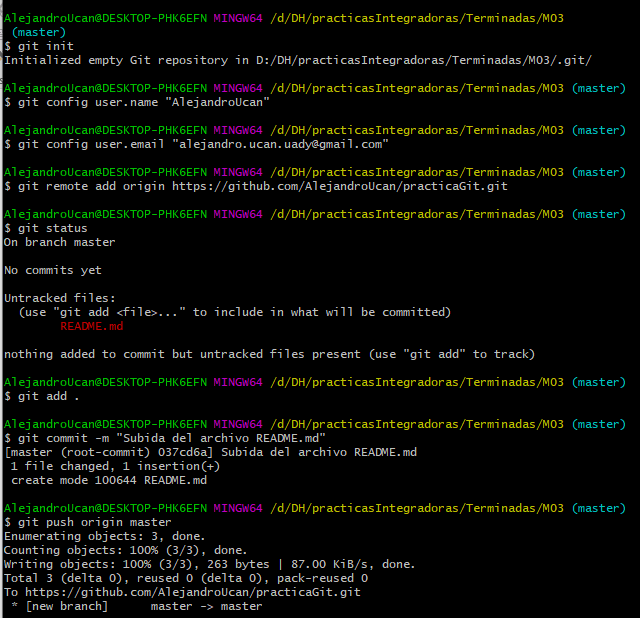 AlejandroUcan@DESKTOP-PHK6EFN MINGW64 /d/DH/practicasIntegradoras/Terminadas/MO3
(master)
$ git init
Initialized empty Git repository in D:/DH/practicasIntegradoras/Terminadas/MO3/.git/
AlejandroUcan@DESKTOP-PHK6EFN MINGW64 /d/DH/practicasIntegradoras/Terminadas/MO3 (master)
$ git config user.name "AlejandroUcan"
AlejandroUcan@DESKTOP-PHK6EFN MINGW64 /d/DH/practicasIntegradoras/Terminadas/MO3 (master)
$ git config user.email "alejandro.ucan.uady@gmail.com"
AlejandroUcan@DESKTOP-PHK6EFN MINGW64 /d/DH/practicasIntegradoras/Terminadas/MO3 (master)
$ git remote add origin https://github.com/AlejandroUcan/practicaGit.git
AlejandroUcan@DESKTOP-PHK6EFN MINGW64 /d/DH/practicasIntegradoras/Terminadas/MO3 (master)
$ git status
On branch master
No commits yet
Untracked files:
(use "git add <file>..." to include in what will be committed)
README.md
nothing added to commit but untracked files present (use "git add" to track)
AlejandroUcan@DESKTOP-PHK6EFN MINGW64 /d/DH/practicasIntegradoras/Terminadas/MO3 (master)
$ git add .
AlejandroUcan@DESKTOP-PHK6EFN MINGW64 /d/DH/practicasIntegradoras/Terminadas/MO3 (master)
$ git commit -m "Subida del archivo README.md"
[master (root-commit) 037cd6a] Subida del archivo README.md
1 file changed, 1 insertion(+)
create mode 100644 README.md
AlejandroUcan@DESKTOP-PHK6EFN MINGW64 /d/DH/practicasIntegradoras/Terminadas/MO3 (master)
$ git push origin master
Enumerating objects: 3, done.
Counting objects: 100% (3/3), done.
Writing objects: 100% (3/3), 263 bytes | 87.00 KiB/s, done.
Total 3 (delta 0), reused 0 (delta 0), pack-reused 0
To https://github.com/AlejandroUcan/practicaGit.git
* [new branch] master -> master